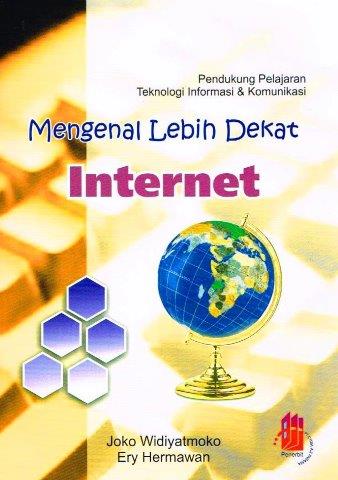 Pendukung Pelajaran
Teknologi Informasi & Komunikasi
Mengenal Lebih Dekat
Internet
Joko Widiyatmoko
Ery Hermawan
Penerbit